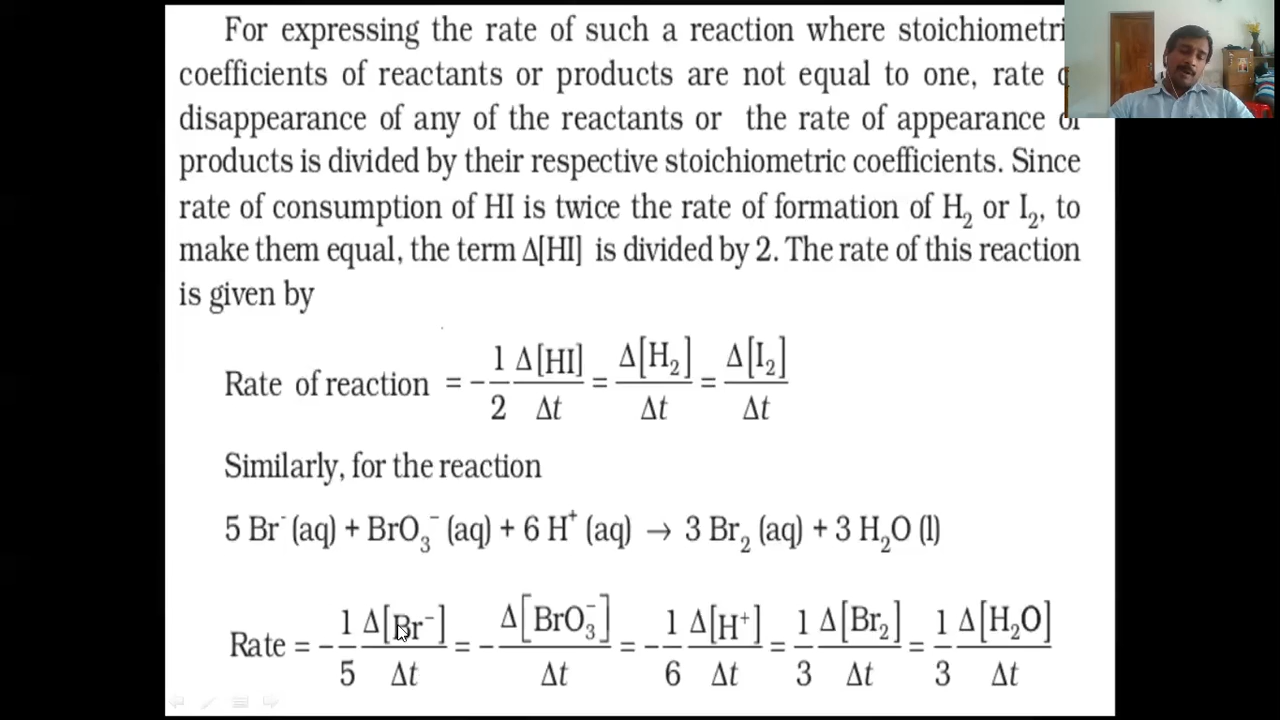 For expressing the rate of such a reaction where stoichiometri
coefficients of reactants or products are not equal to one, rate
disappearance of any of the reactants or the rate of appearance of
products is divided by their respective stoichiometric coefficients. Since
rate of consumption of HI is twice the rate of formation of H₂ or I₂, to
make them equal, the term Δ[HI] is divided by 2. The rate of this reaction
is given by
Rate of reaction = −1/2 Δ[HI]/Δt = Δ[H₂]/Δt = Δ[I₂]/Δt
Similarly, for the reaction
5 Br⁻ (aq) + BrO₃⁻ (aq) + 6 H⁺ (aq) → 3 Br₂ (aq) + 3 H₂O (l)
Rate = −1/5 Δ[Br⁻]/Δt = −Δ[BrO₃⁻]/Δt = −1/6 Δ[H⁺]/Δt = 1/3 Δ[Br₂]/Δt = 1/3 Δ[H₂O]/Δt